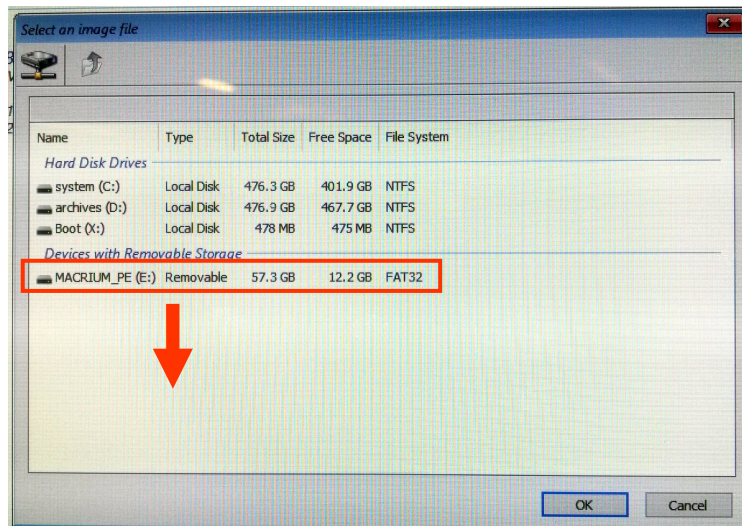 Select an image file
Name Type Total Size Free Space File System
Hard Disk Drives
system (C:) Local Disk 476.3 GB 401.9 GB NTFS
archives (D:) Local Disk 476.9 GB 467.7 GB NTFS
Boot (X:) Local Disk 478 MB 475 MB NTFS
Devices with Removable Storage
MACRIUM_PE (E:) Removable 57.3 GB 12.2 GB FAT32
OK Cancel